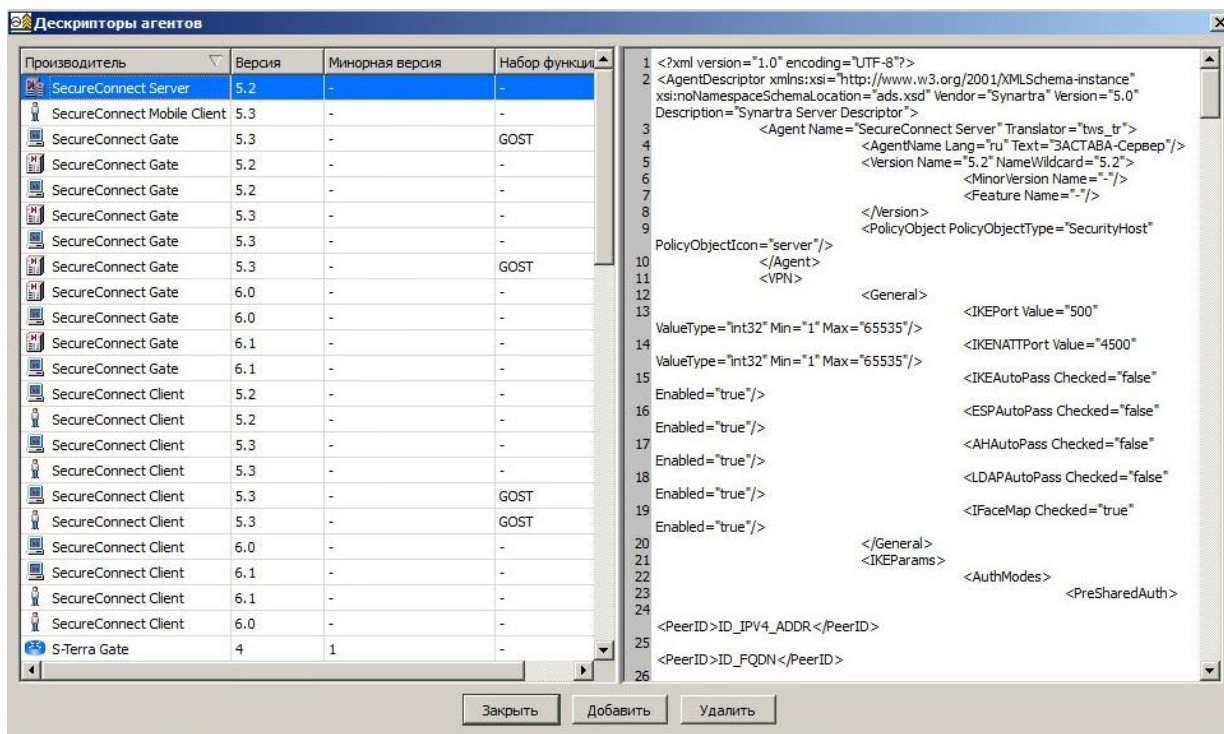 Дескрипторы агентов
Производитель Версия Минорная версия Набор функци
SecureConnect Server 5.2 - -
SecureConnect Mobile Client 5.3 - -
SecureConnect Gate 5.3 - GOST
SecureConnect Gate 5.2 - -
SecureConnect Gate 5.2 - -
SecureConnect Gate 5.3 - -
SecureConnect Gate 5.3 - -
SecureConnect Gate 5.3 - GOST
SecureConnect Gate 6.0 - -
SecureConnect Gate 6.0 - -
SecureConnect Gate 6.1 - -
SecureConnect Gate 6.1 - -
SecureConnect Client 5.2 - -
SecureConnect Client 5.2 - -
SecureConnect Client 5.3 - -
SecureConnect Client 5.3 - -
SecureConnect Client 5.3 - GOST
SecureConnect Client 5.3 - GOST
SecureConnect Client 6.0 - -
SecureConnect Client 6.1 - -
SecureConnect Client 6.1 - -
SecureConnect Client 6.0 - -
S-Terra Gate 4 1 -
1 <?xml version="1.0" encoding="UTF-8"?>
2 <AgentDescriptor xmlns:xsi="http://www.w3.org/2001/XMLSchema-instance"
xsi:noNamespaceSchemaLocation="ads.xsd" Vendor="Synartra" Version="5.0"
Description="Synartra Server Descriptor">
3 <Agent Name="SecureConnect Server" Translator="tws_tr">
4 <AgentName Lang="ru" Text="ЗАСТАВА-Сервер"/>
5 <Version Name="5.2" NameWildcard="5.2">
6 <MinorVersion Name="-"/>
7 <Feature Name="-"/>
8 </Version>
9 <PolicyObject PolicyObjectType="SecurityHost"
PolicyObjectIcon="server"/>
10 </Agent>
11 <VPN>
12 <General>
13 <IKEPort Value="500"
ValueType="int32" Min="1" Max="65535"/>
14 <IKENATTPort Value="4500"
ValueType="int32" Min="1" Max="65535"/>
15 <IKEAutoPass Checked="false"
Enabled="true"/>
16 <ESPAutoPass Checked="false"
Enabled="true"/>
17 <AHAutoPass Checked="false"
Enabled="true"/>
18 <LDAPAutoPass Checked="false"
Enabled="true"/>
19 <IFaceMap Checked="true"
Enabled="true"/>
20 </General>
21 <IKEParams>
22 <AuthModes>
23 <PreSharedAuth>
24
<PeerID>ID_IPV4_ADDR</PeerID>
25
<PeerID>ID_FQDN</PeerID>
26
Закрыть Добавить Удалить